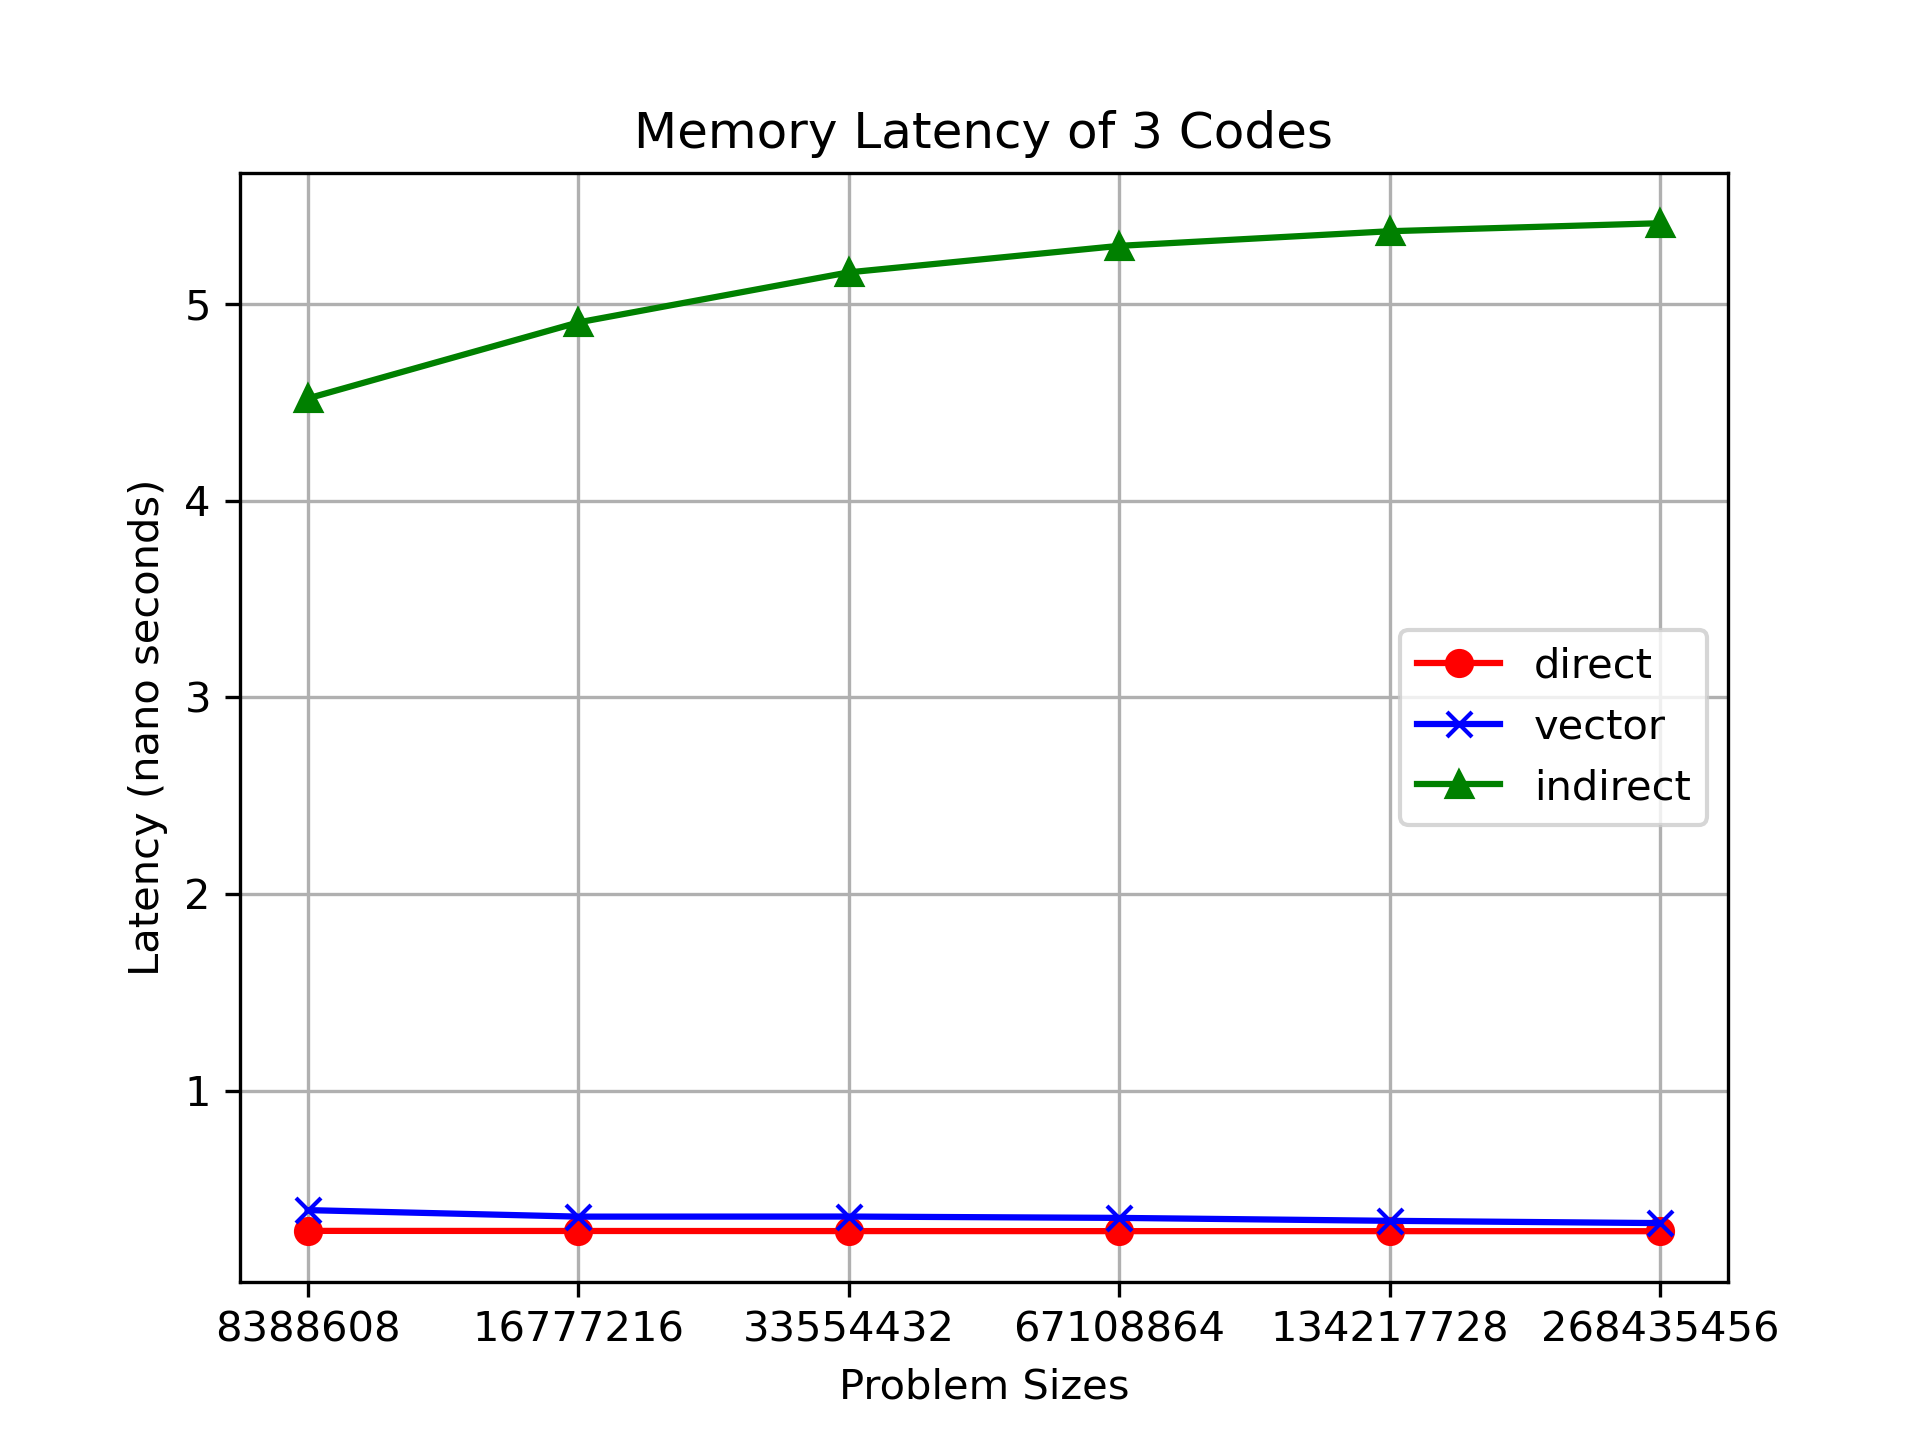 Memory Latency of 3 Codes
Latency (nano seconds)
5
4
3
2
1
direct
vector
indirect
8388608 16777216 33554432 67108864 134217728 268435456
Problem Sizes